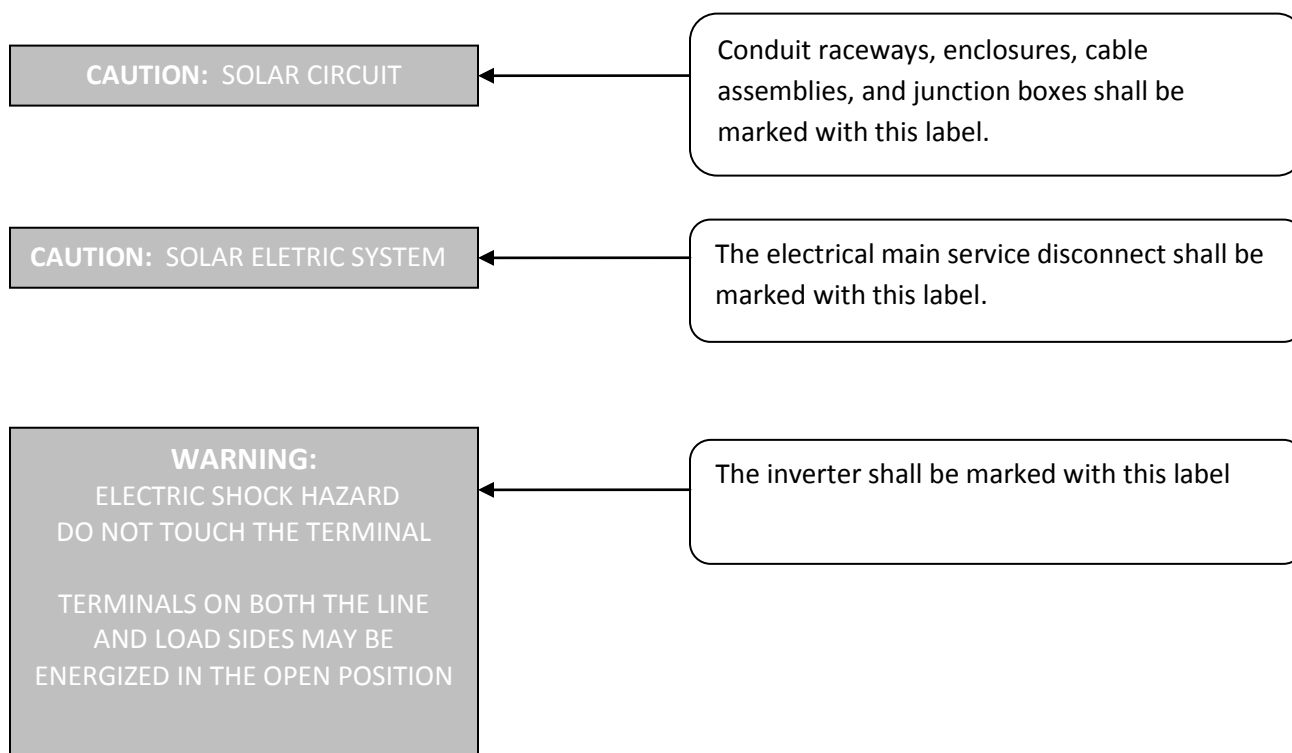 CAUTION: SOLAR CIRCUIT
Conduit raceways, enclosures, cable
assemblies, and junction boxes shall be
marked with this label.
CAUTION: SOLAR ELETRIC SYSTEM
The electrical main service disconnect shall be
marked with this label.
WARNING:
ELECTRIC SHOCK HAZARD
DO NOT TOUCH THE TERMINAL
TERMINALS ON BOTH THE LINE
AND LOAD SIDES MAY BE
ENERGIZED IN THE OPEN POSITION
The inverter shall be marked with this label